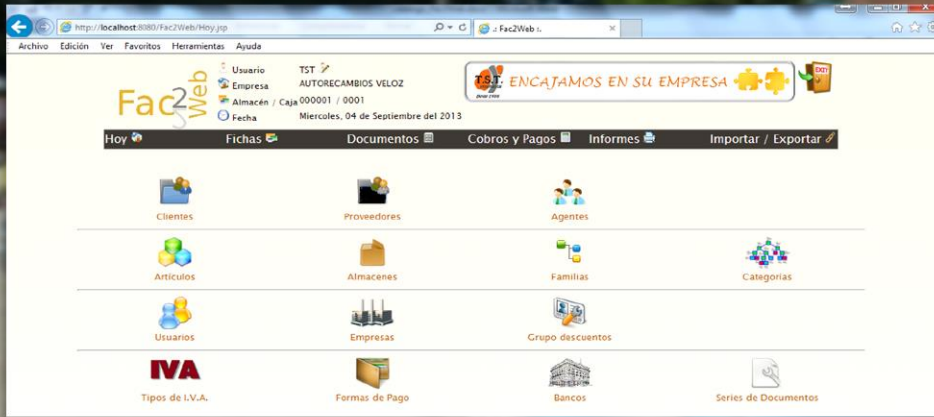 http://localhost:8080/Fac2Web/Hoy.jsp
.: Fac2Web :.
Archivo Edición Ver Favoritos Herramientas Ayuda
Fac2Web
Usuario TST
Empresa AUTORECAMBIOS VELOZ
Almacén / Caja 000001 / 0001
Fecha Miercoles, 04 de Septiembre del 2013
T.S.T. ENCAJAMOS EN SU EMPRESA
EXIT
Hoy Fichas Documentos Cobros y Pagos Informes Importar / Exportar
Clientes Proveedores Agentes
Artículos Almacenes Familias Categorías
Usuarios Empresas Grupo descuentos
IVA
Tipos de I.V.A. Formas de Pago Bancos Series de Documentos